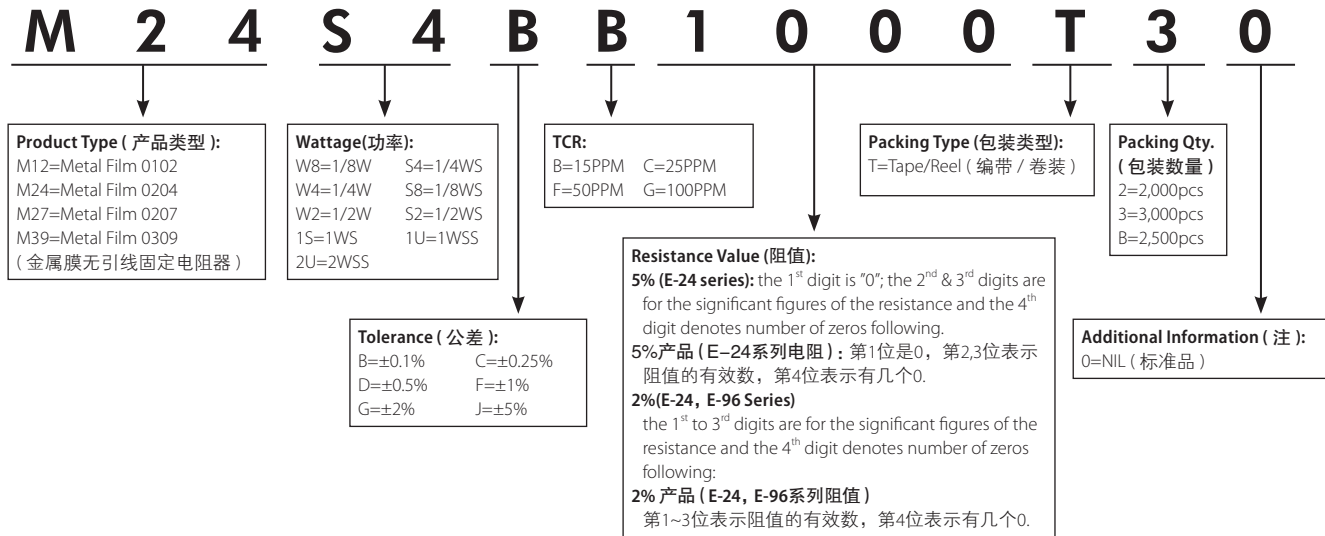 M 2 4 S 4 B B 1 0 0 0 T 3 0
Product Type ( 产品类型 ):
M12=Metal Film 0102
M24=Metal Film 0204
M27=Metal Film 0207
M39=Metal Film 0309
( 金属膜无引线固定电阻器 )
Wattage(功率):
W8=1/8W S4=1/4WS
W4=1/4W S8=1/8WS
W2=1/2W S2=1/2WS
1S=1WS 1U=1WSS
2U=2WSS
Tolerance ( 公差 ):
B=±0.1% C=±0.25%
D=±0.5% F=±1%
G=±2% J=±5%
TCR:
B=15PPM C=25PPM
F=50PPM G=100PPM
Resistance Value (阻值):
5% (E-24 series): the 1st digit is "0"; the 2nd & 3rd digits are
for the significant figures of the resistance and the 4th
digit denotes number of zeros following.
5%产品 ( E–24系列电阻 ) : 第1位是0，第2,3位表示
阻值的有效数，第4位表示有几个0.
2%(E-24, E-96 Series)
the 1st to 3rd digits are for the significant figures of the
resistance and the 4th digit denotes number of zeros
following:
2% 产品 ( E-24, E-96系列阻值 )
第1~3位表示阻值的有效数，第4位表示有几个0.
Packing Type (包装类型):
T=Tape/Reel ( 编带 / 卷装 )
Packing Qty.
( 包装数量 )
2=2,000pcs
3=3,000pcs
B=2,500pcs
Additional Information ( 注 ):
0=NIL ( 标准品 )